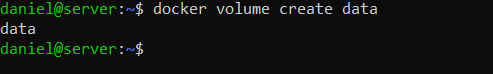 daniel@server:~$ docker volume create data
data
daniel@server:~$